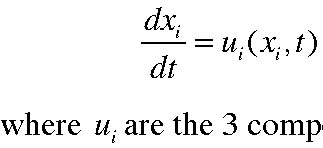 dx_i/dt = u_i(x_i, t)
where u_i are the 3 comp